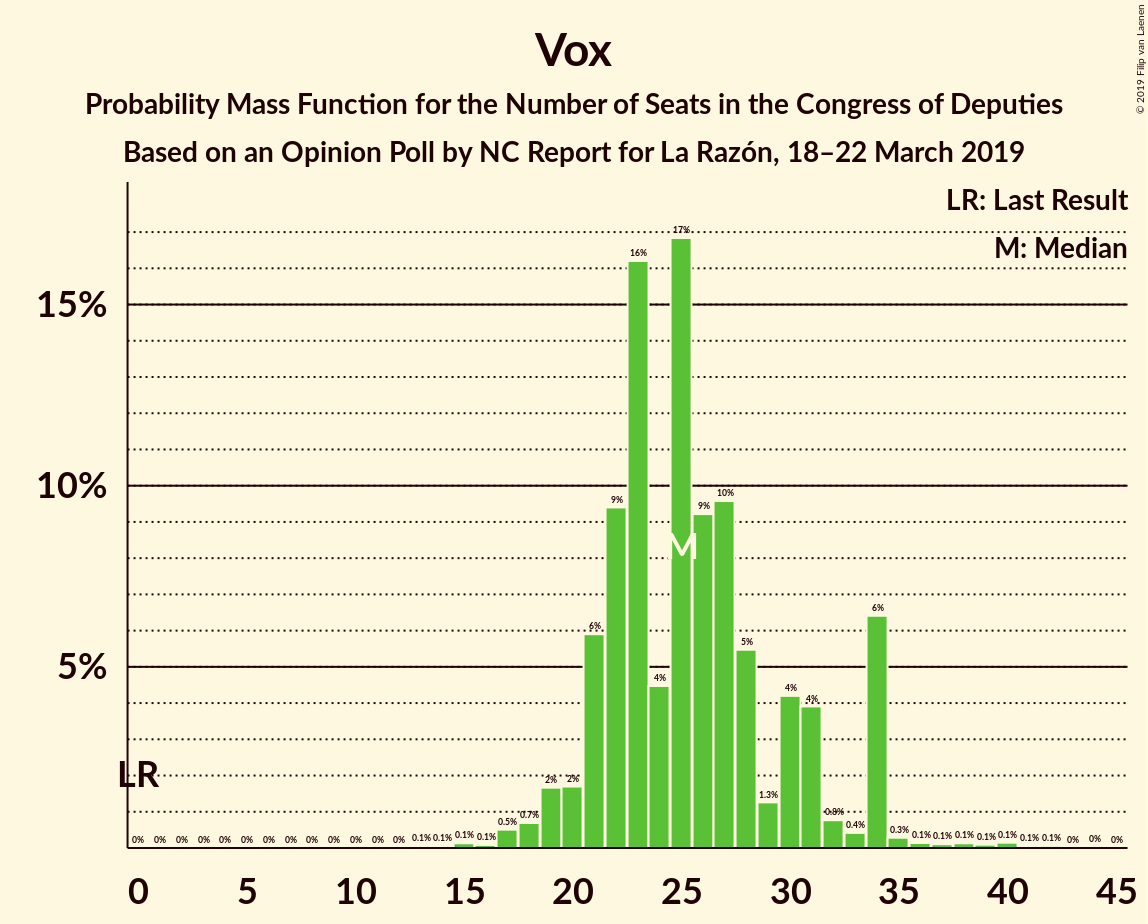 Vox
Probability Mass Function for the Number of Seats in the Congress of Deputies
Based on an Opinion Poll by NC Report for La Razón, 18–22 March 2019
© 2019 Filip van Laenen
LR: Last Result
M: Median
15%
10%
5%
LR
M
0% 0% 0% 0% 0% 0% 0% 0% 0% 0% 0% 0% 0% 0.1% 0.1% 0.1% 0.1% 0.5% 0.7% 2% 2% 6% 9% 16% 4% 17% 9% 10% 5% 1.3% 4% 4% 0.8% 0.4% 6% 0.3% 0.1% 0.1% 0.1% 0.1% 0.1% 0.1% 0.1% 0% 0% 0%
0 5 10 15 20 25 30 35 40 45